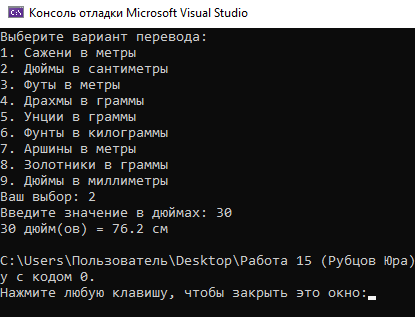 Консоль отладки Microsoft Visual Studio
Выберите вариант перевода:
1. Сажени в метры
2. Дюймы в сантиметры
3. Футы в метры
4. Драхмы в граммы
5. Унции в граммы
6. Фунты в килограммы
7. Аршины в метры
8. Золотники в граммы
9. Дюймы в миллиметры
Ваш выбор: 2
Введите значение в дюймах: 30
30 дюйм(ов) = 76.2 см
C:\Users\Пользователь\Desktop\Работа 15 (Рубцов Юра)
у с кодом 0.
Нажмите любую клавишу, чтобы закрыть это окно: